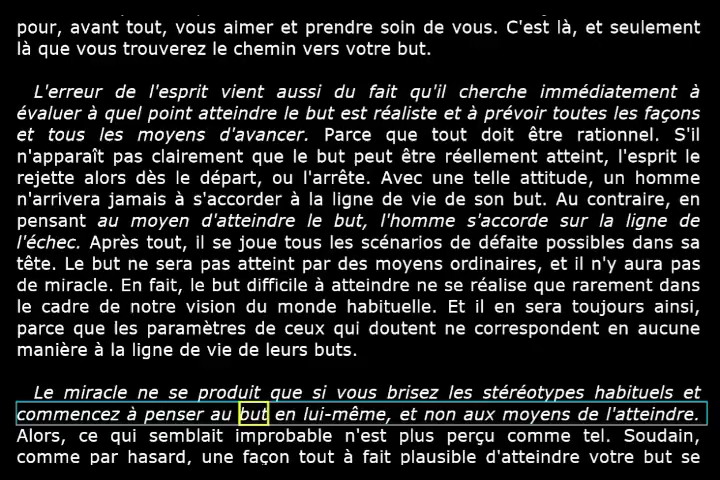 pour, avant tout, vous aimer et prendre soin de vous. C'est là, et seulement
là que vous trouverez le chemin vers votre but.
L'erreur de l'esprit vient aussi du fait qu'il cherche immédiatement à
évaluer à quel point atteindre le but est réaliste et à prévoir toutes les façons
et tous les moyens d'avancer. Parce que tout doit être rationnel. S'il
n'apparaît pas clairement que le but peut être réellement atteint, l'esprit le
rejette alors dès le départ, ou l'arrête. Avec une telle attitude, un homme
n'arrivera jamais à s'accorder à la ligne de vie de son but. Au contraire, en
pensant au moyen d'atteindre le but, l'homme s'accorde sur la ligne de
l'échec. Après tout, il se joue tous les scénarios de défaite possibles dans sa
tête. Le but ne sera pas atteint par des moyens ordinaires, et il n'y aura pas
de miracle. En fait, le but difficile à atteindre ne se réalise que rarement dans
le cadre de notre vision du monde habituelle. Et il en sera toujours ainsi,
parce que les paramètres de ceux qui doutent ne correspondent en aucune
manière à la ligne de vie de leurs buts.
Le miracle ne se produit que si vous brisez les stéréotypes habituels et
commencez à penser au but en lui-même, et non aux moyens de l'atteindre.
Alors, ce qui semblait improbable n'est plus perçu comme tel. Soudain,
comme par hasard, une façon tout à fait plausible d'atteindre votre but se